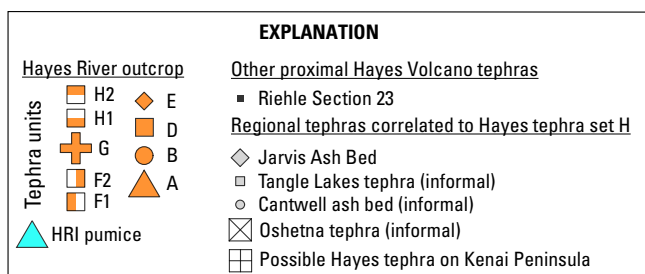 EXPLANATION
Hayes River outcrop
Tephra units
H2
H1
G
F2
F1
E
D
B
A
HRI pumice
Other proximal Hayes Volcano tephras
Riehle Section 23
Regional tephras correlated to Hayes tephra set H
Jarvis Ash Bed
Tangle Lakes tephra (informal)
Cantwell ash bed (informal)
Oshetna tephra (informal)
Possible Hayes tephra on Kenai Peninsula